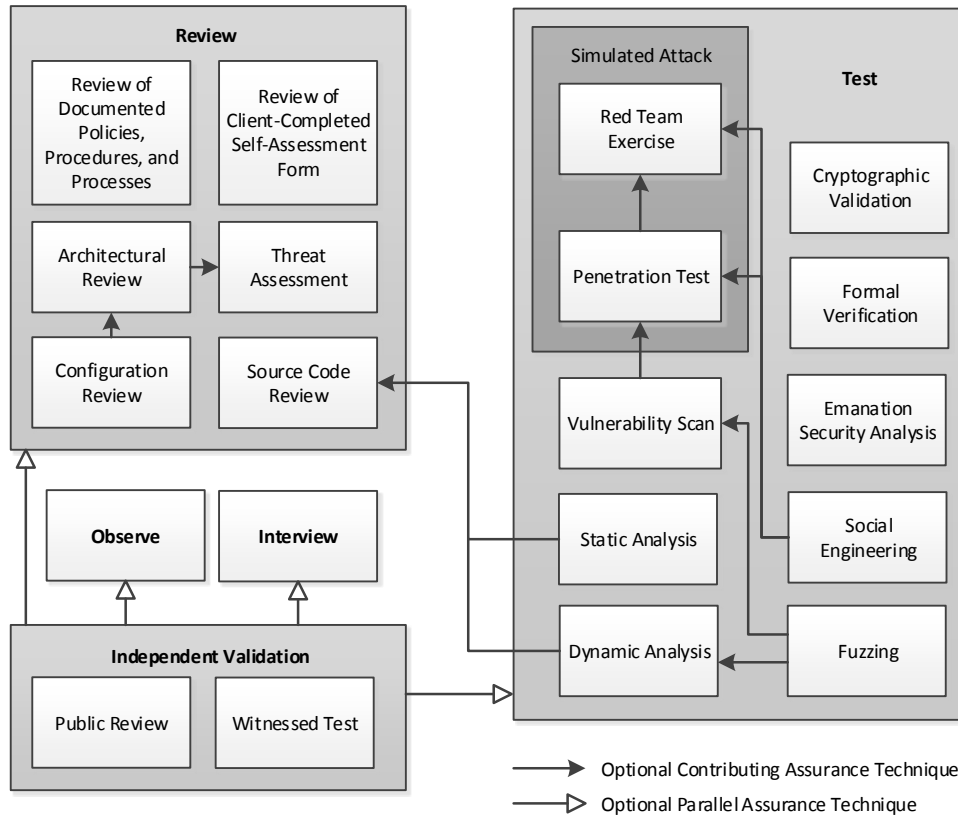 Review
Review of
Documented
Policies,
Procedures, and
Processes
Review of
Client-Completed
Self-Assessment
Form
Architectural
Review
Threat
Assessment
Configuration
Review
Source Code
Review
Observe
Interview
Independent Validation
Public Review
Witnessed Test
Simulated Attack
Test
Red Team
Exercise
Cryptographic
Validation
Penetration Test
Formal
Verification
Vulnerability Scan
Emanation
Security Analysis
Static Analysis
Social
Engineering
Dynamic Analysis
Fuzzing
Optional Contributing Assurance Technique
Optional Parallel Assurance Technique